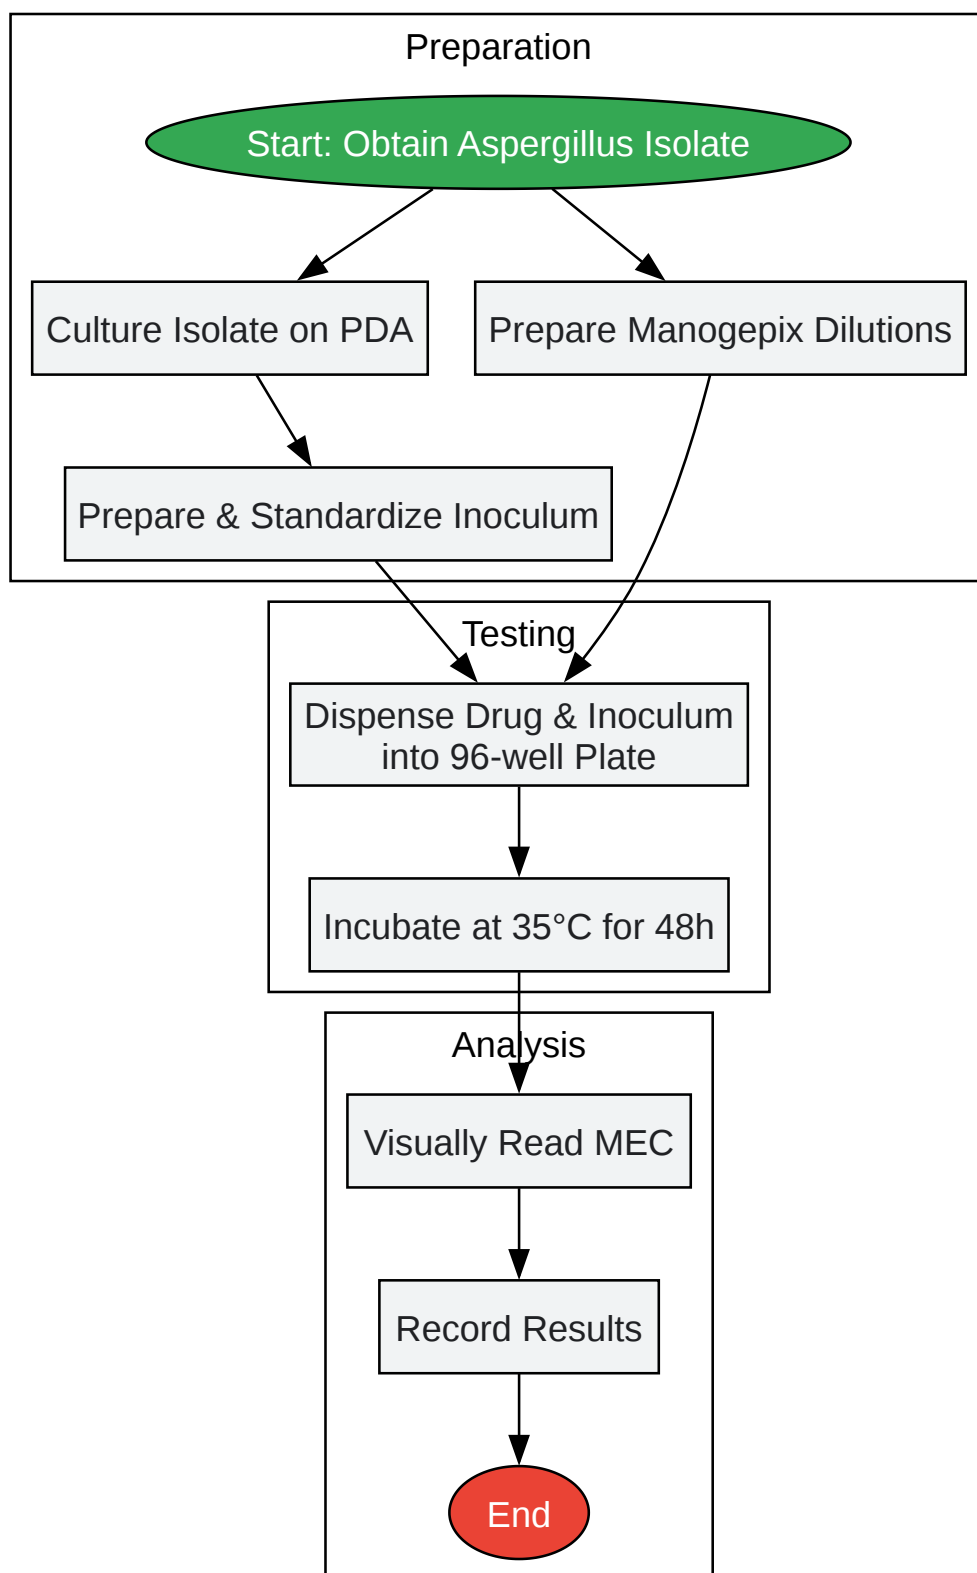 Preparation
Start: Obtain Aspergillus Isolate
Culture Isolate on PDA
Prepare Manogepix Dilutions
Prepare & Standardize Inoculum
Testing
Dispense Drug & Inoculum
into 96-well Plate
Incubate at 35°C for 48h
Analysis
Visually Read MEC
Record Results
End